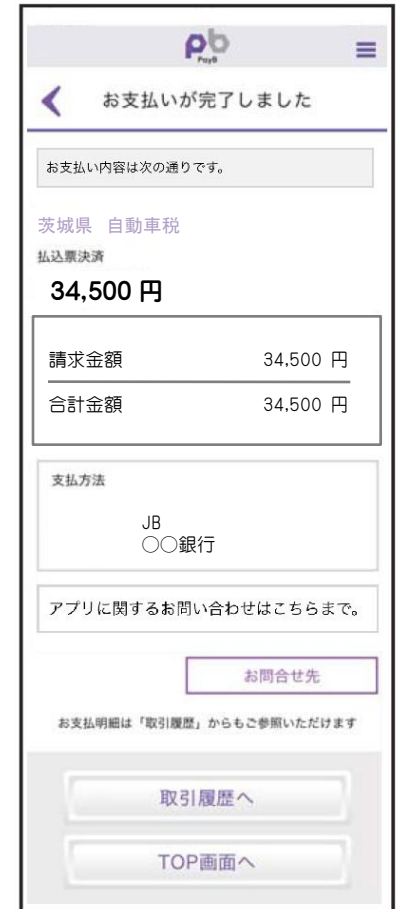 pb
PayB
お支払いが完了しました
お支払い内容は次の通りです。
茨城県 自動車税
払込票決済
34,500 円
請求金額 34,500 円
合計金額 34,500 円
支払方法
JB
○○銀行
アプリに関するお問い合わせはこちらまで。
お問合せ先
お支払明細は「取引履歴」からもご参照いただけます
取引履歴へ
TOP画面へ